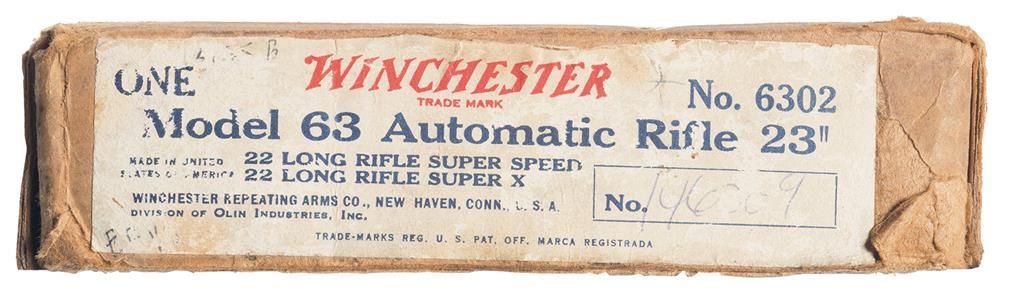 ONE WINCHESTER No. 6302
TRADE MARK
Model 63 Automatic Rifle 23"
MADE IN UNITED STATES OF AMERICA
22 LONG RIFLE SUPER SPEED
22 LONG RIFLE SUPER X
No.
WINCHESTER REPEATING ARMS CO., NEW HAVEN, CONN., U. S. A.
DIVISION OF OLIN INDUSTRIES, INC.
TRADE-MARKS REG. U. S. PAT. OFF. MARCA REGISTRADA